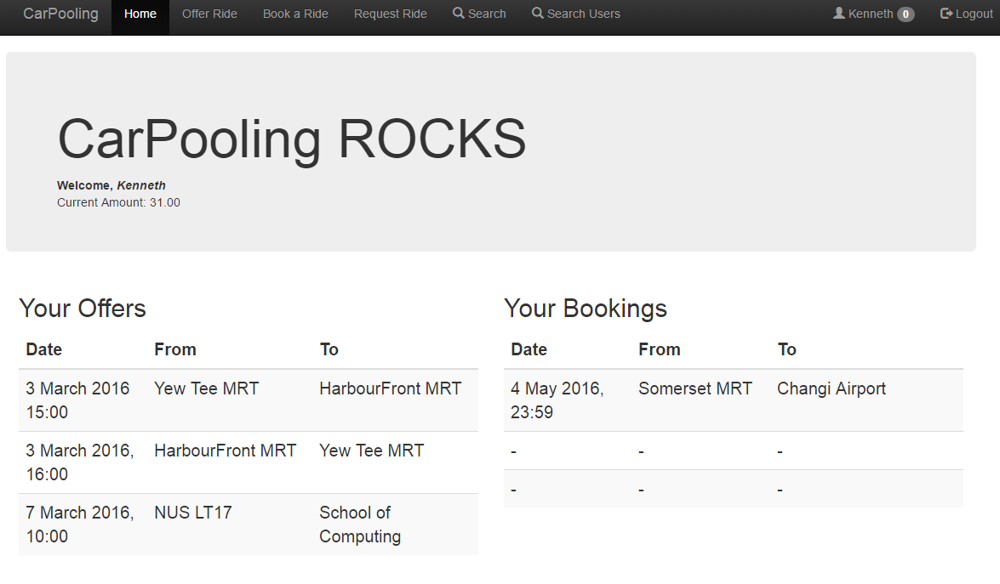 CarPooling Home Offer Ride Book a Ride Request Ride Search Search Users Kenneth 0 Logout
CarPooling ROCKS
Welcome, Kenneth
Current Amount: 31.00
Your Offers
Date From To
3 March 2016 Yew Tee MRT HarbourFront MRT
15:00
3 March 2016, HarbourFront MRT Yew Tee MRT
16:00
7 March 2016, NUS LT17 School of
10:00 Computing
Your Bookings
Date From To
4 May 2016, Somerset MRT Changi Airport
23:59
- - -
- - -